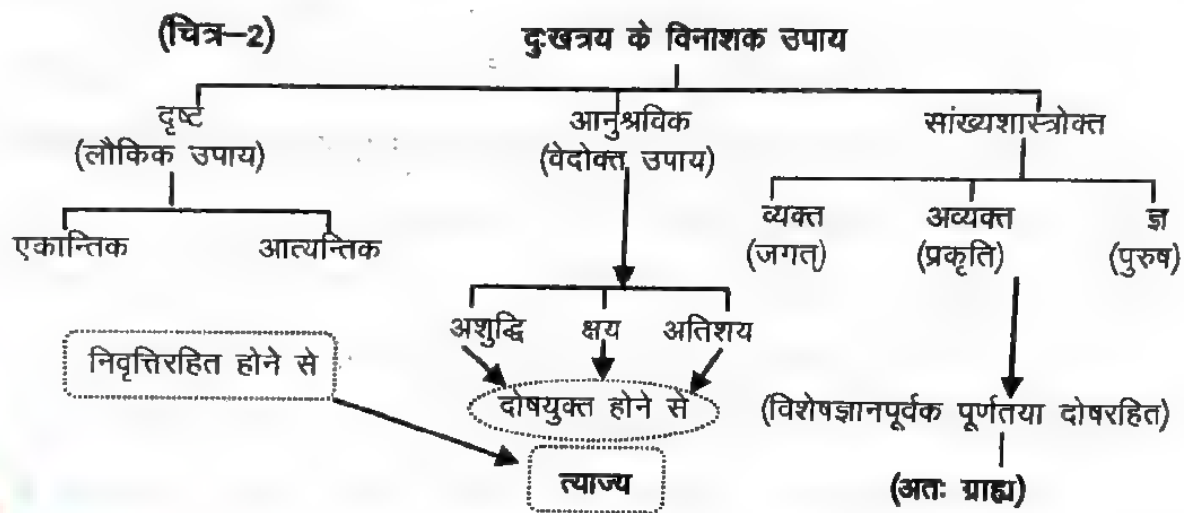 (चित्र–2) दुःखत्रय के विनाशक उपाय
दृष्ट आनुश्रविक सांख्यशास्त्रोक्त
(लौकिक उपाय) (वेदोक्त उपाय)
व्यक्त अव्यक्त ज्ञ
एकान्तिक आत्यन्तिक
(जगत्) (प्रकृति) (पुरुष)
अशुद्धि क्षय अतिशय
निवृत्तिरहित होने से
दोषयुक्त होने से (विशेषज्ञानपूर्वक पूर्णतया दोषरहित)
त्याज्य (अतः ग्राह्य)